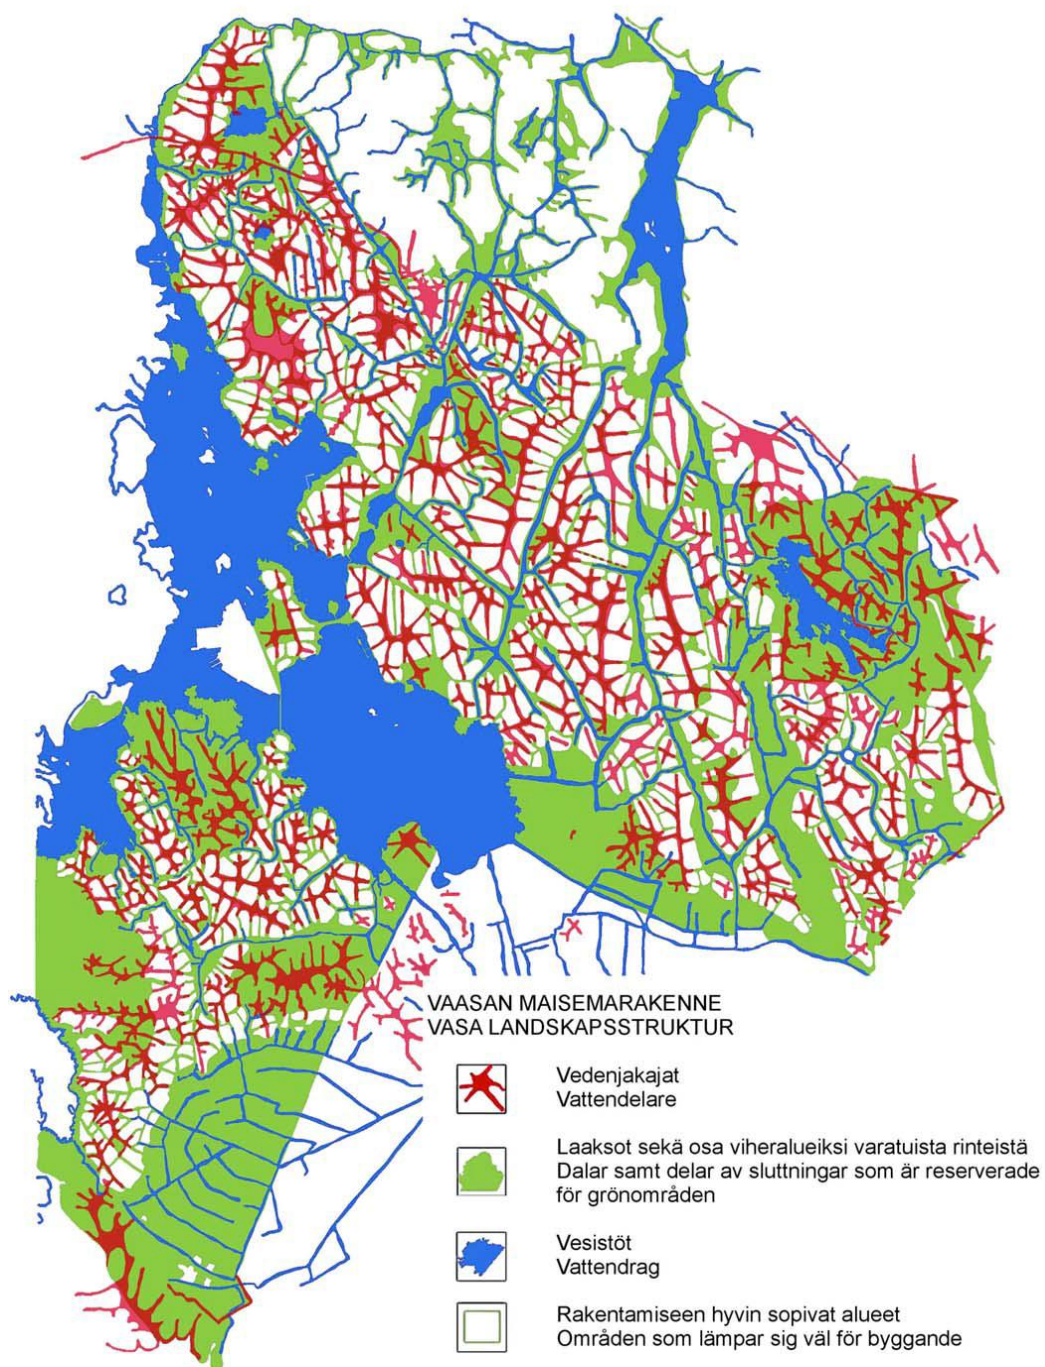 VAASAN MAISEMARAKENNE
VASA LANDSKAPSSTRUKTUR
Vedenjakajat
Vattendelare
Laaksot sekä osa viheralueiksi varatuista rinteistä
Dalar samt delar av sluttningar som är reserverade
för grönområden
Vesistöt
Vattendrag
Rakentamiseen hyvin sopivat alueet
Områden som lämpar sig väl för byggande